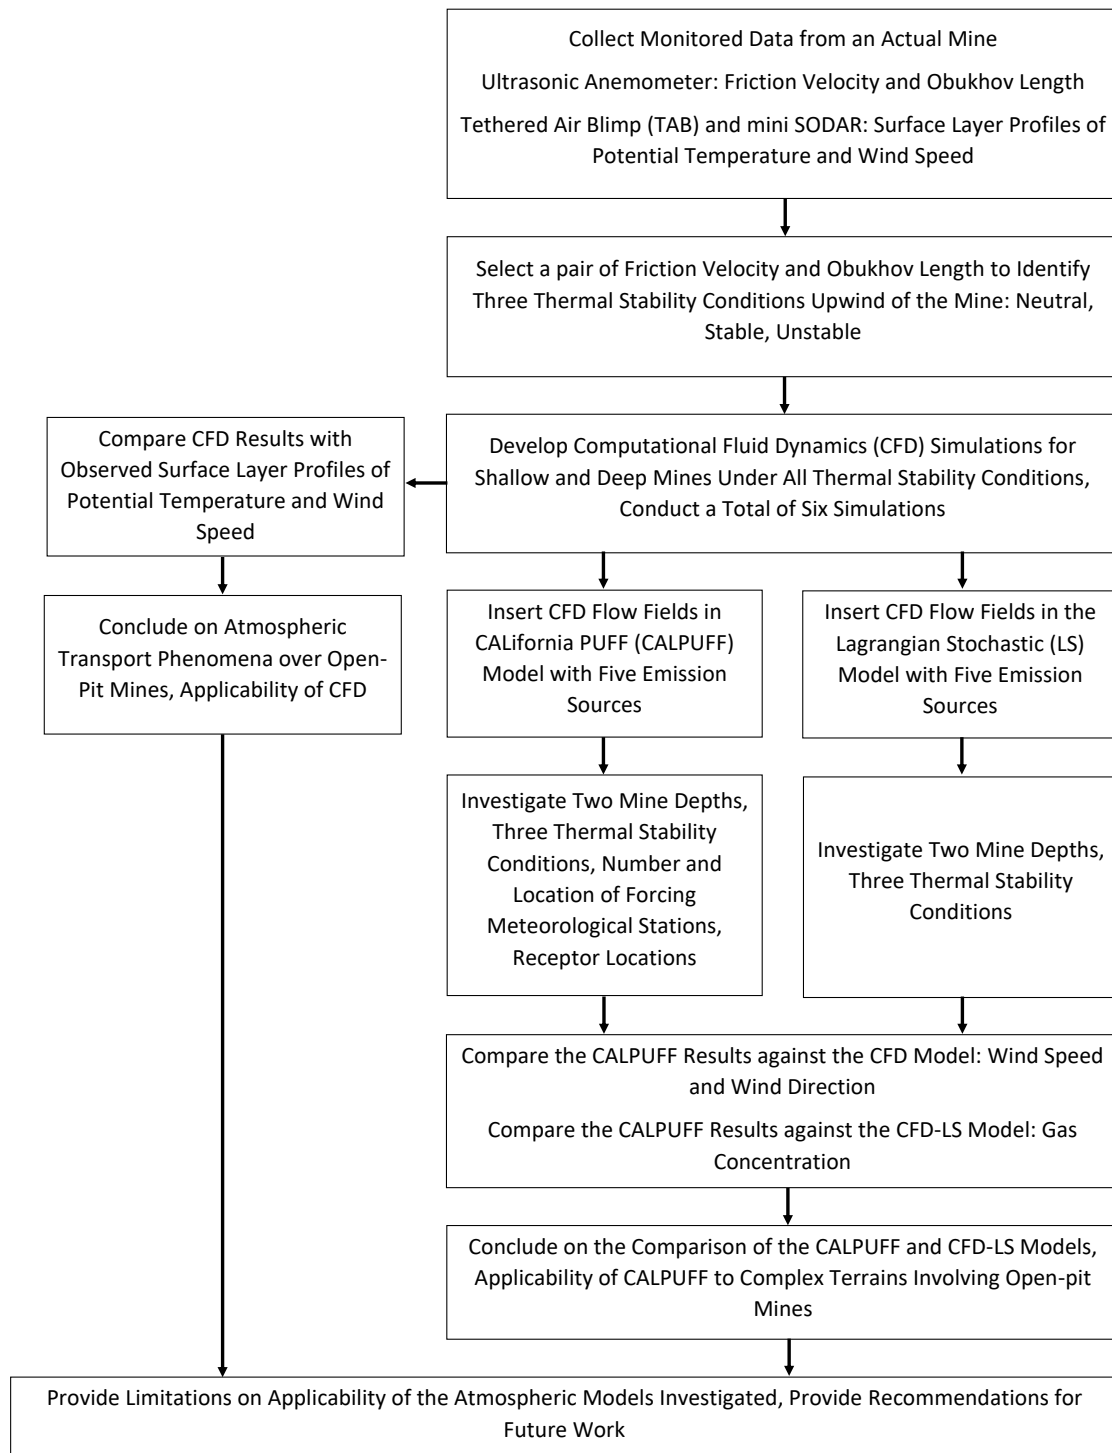 Collect Monitored Data from an Actual Mine
Ultrasonic Anemometer: Friction Velocity and Obukhov Length
Tethered Air Blimp (TAB) and mini SODAR: Surface Layer Profiles of
Potential Temperature and Wind Speed
Select a pair of Friction Velocity and Obukhov Length to Identify
Three Thermal Stability Conditions Upwind of the Mine: Neutral,
Stable, Unstable
Compare CFD Results with
Observed Surface Layer Profiles of
Potential Temperature and Wind
Speed
Develop Computational Fluid Dynamics (CFD) Simulations for
Shallow and Deep Mines Under All Thermal Stability Conditions,
Conduct a Total of Six Simulations
Conclude on Atmospheric
Transport Phenomena over Open-
Pit Mines, Applicability of CFD
Insert CFD Flow Fields in
CALifornia PUFF (CALPUFF)
Model with Five Emission
Sources
Insert CFD Flow Fields in the
Lagrangian Stochastic (LS)
Model with Five Emission
Sources
Investigate Two Mine Depths,
Three Thermal Stability
Conditions, Number and
Location of Forcing
Meteorological Stations,
Receptor Locations
Investigate Two Mine Depths,
Three Thermal Stability
Conditions
Compare the CALPUFF Results against the CFD Model: Wind Speed
and Wind Direction
Compare the CALPUFF Results against the CFD-LS Model: Gas
Concentration
Conclude on the Comparison of the CALPUFF and CFD-LS Models,
Applicability of CALPUFF to Complex Terrains Involving Open-pit
Mines
Provide Limitations on Applicability of the Atmospheric Models Investigated, Provide Recommendations for
Future Work